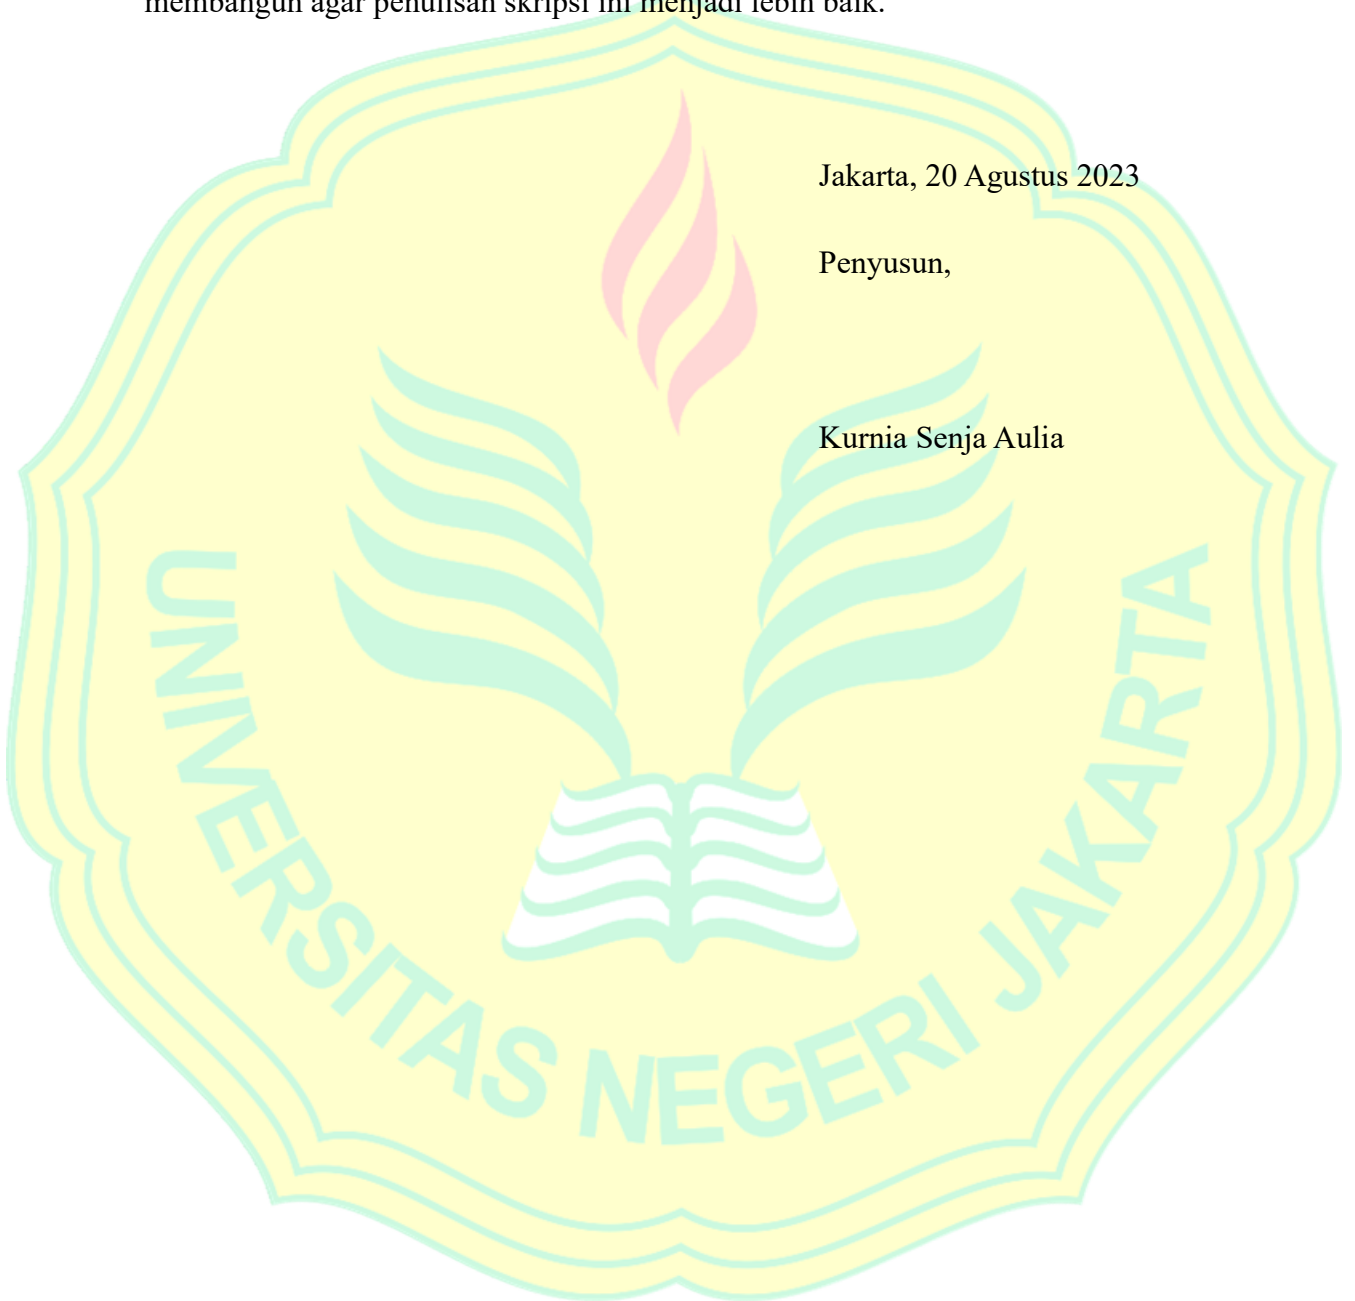 membangun agar penulisan skripsi ini menjadi lebih baik.
Jakarta, 20 Agustus 2023
Penyusun,
Kurnia Senja Aulia
UNIVERSITAS NEGERI JAKARTA